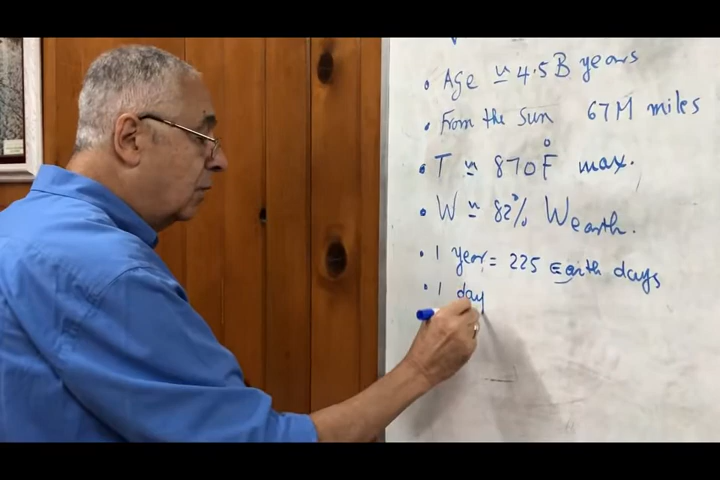 • Age ≃ 4.5B years
• From the Sun 67M miles
• T ≃ 870°F max.
• W ≃ 82% Wearth.
• 1 year = 225 Earth days
• 1 day